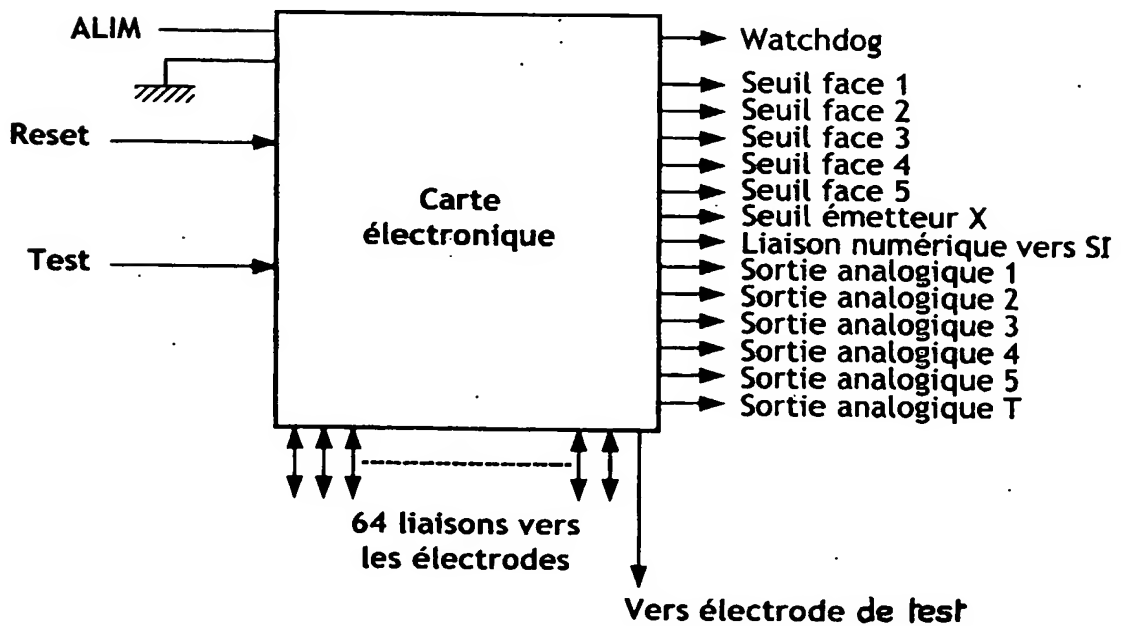 ALIM
Reset
Test
Carte
électronique
Watchdog
Seuil face 1
Seuil face 2
Seuil face 3
Seuil face 4
Seuil face 5
Seuil émetteur X
Liaison numérique vers SI
Sortie analogique 1
Sortie analogique 2
Sortie analogique 3
Sortie analogique 4
Sortie analogique 5
Sortie analogique T
64 liaisons vers
les électrodes
Vers électrode de test